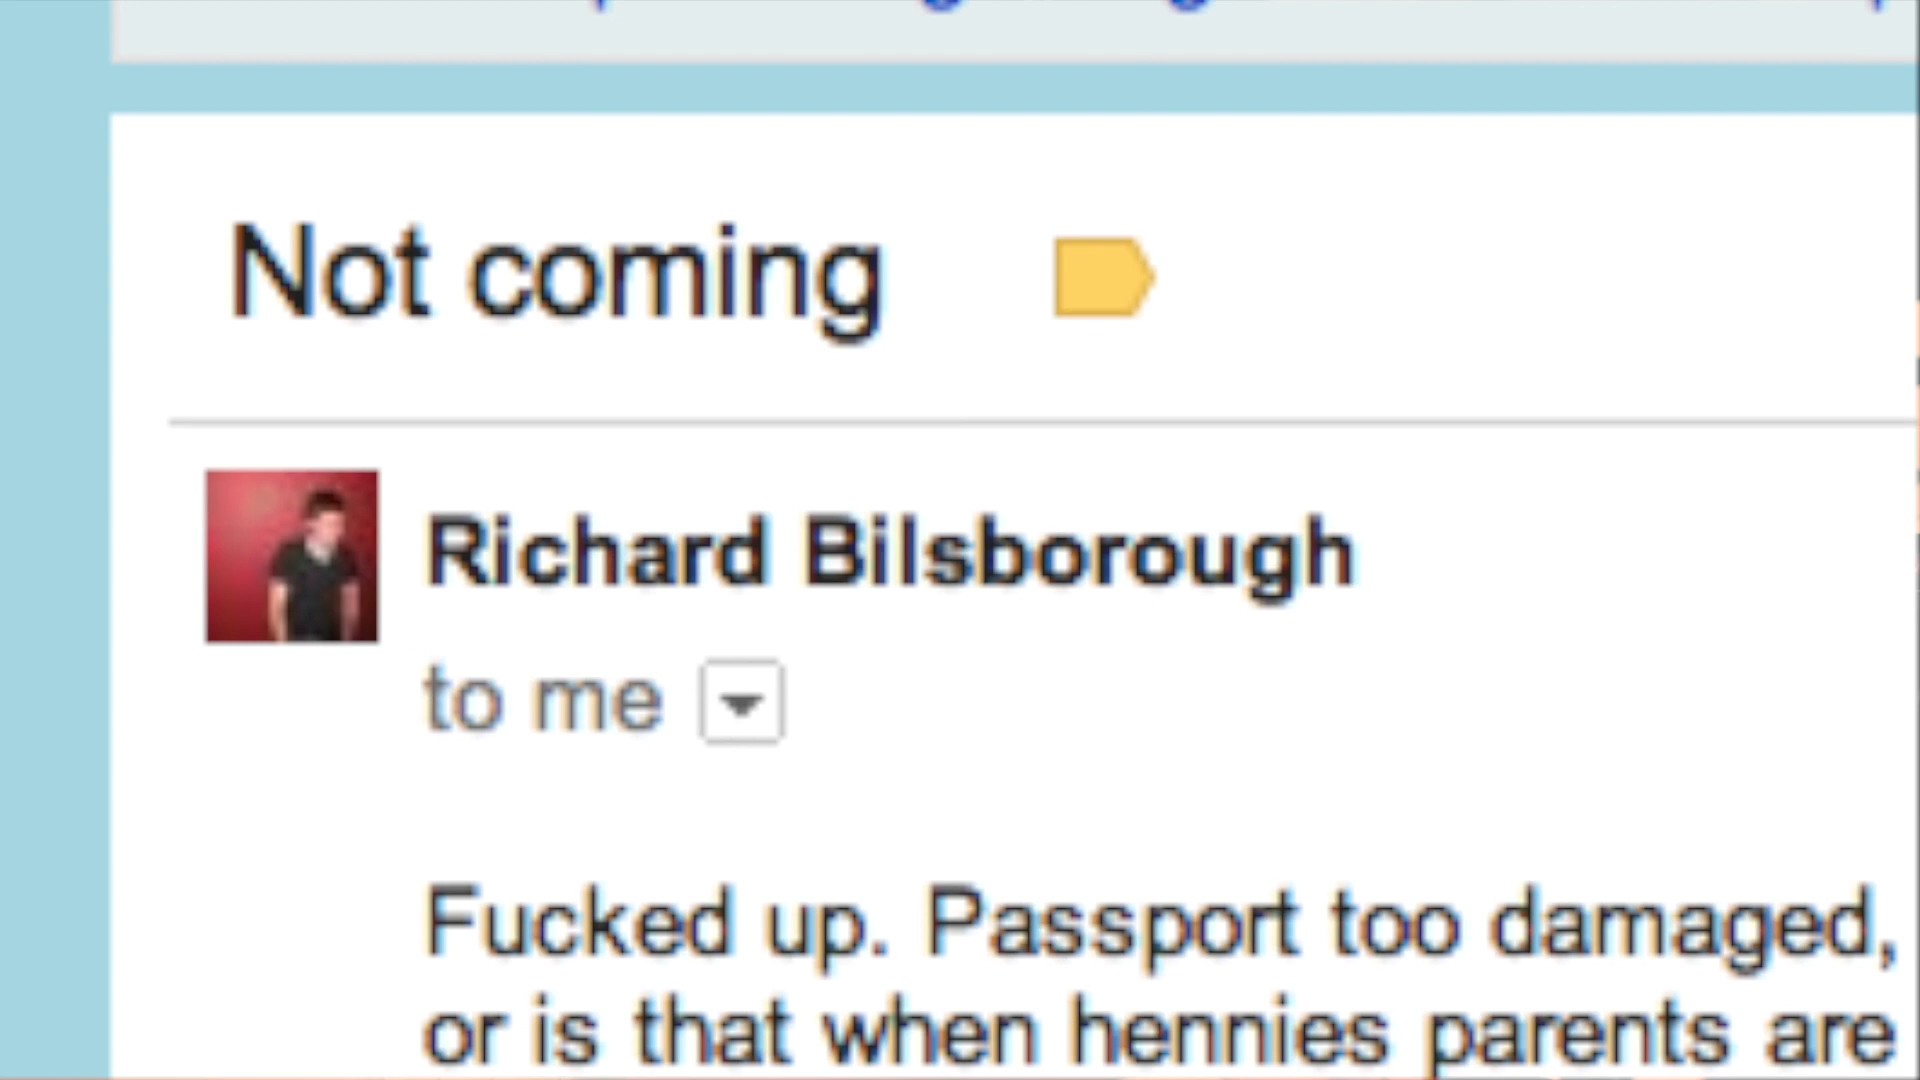 Not coming
Richard Bilsborough
to me
Fucked up. Passport too damaged,
or is that when hennies parents are